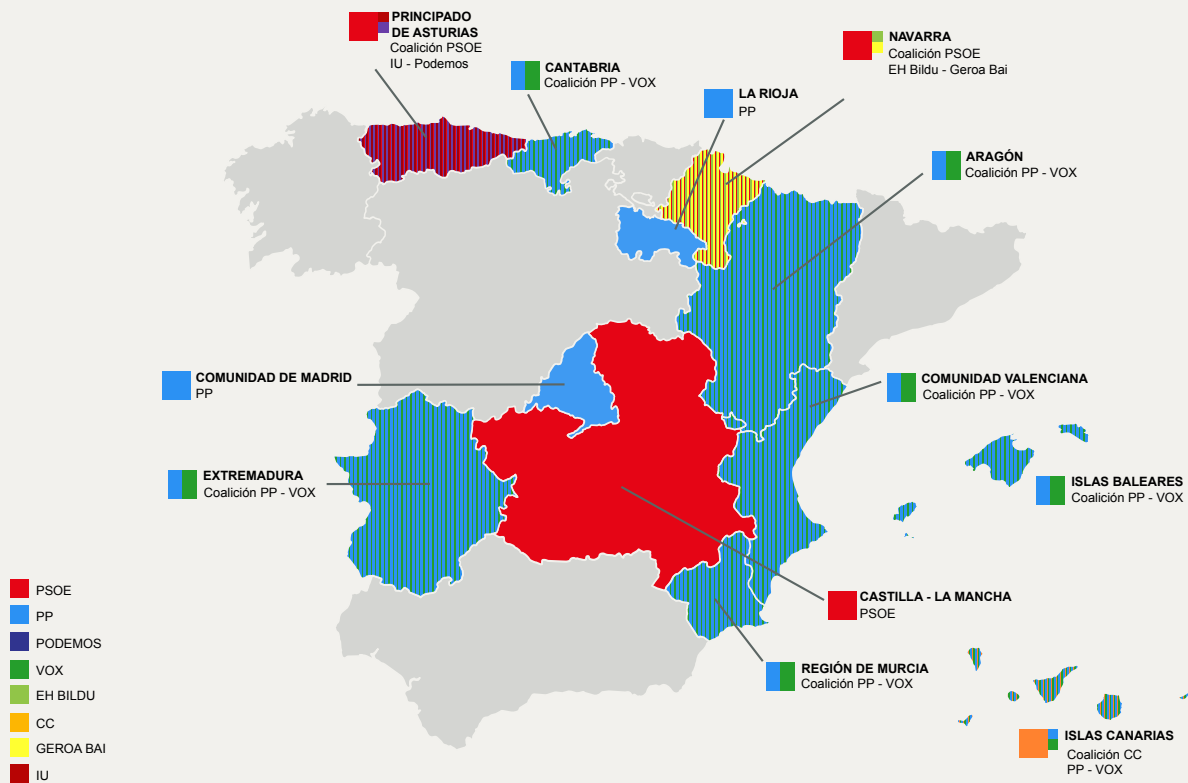 PRINCIPADO
DE ASTURIAS
Coalición PSOE
IU - Podemos
CANTABRIA
Coalición PP - VOX
NAVARRA
Coalición PSOE
EH Bildu - Geroa Bai
LA RIOJA
PP
ARAGÓN
Coalición PP - VOX
COMUNIDAD DE MADRID
PP
COMUNIDAD VALENCIANA
Coalición PP - VOX
EXTREMADURA
Coalición PP - VOX
ISLAS BALEARES
Coalición PP - VOX
CASTILLA - LA MANCHA
PSOE
REGIÓN DE MURCIA
Coalición PP - VOX
ISLAS CANARIAS
Coalición CC
PP - VOX
PSOE
PP
PODEMOS
VOX
EH BILDU
CC
GEROA BAI
IU